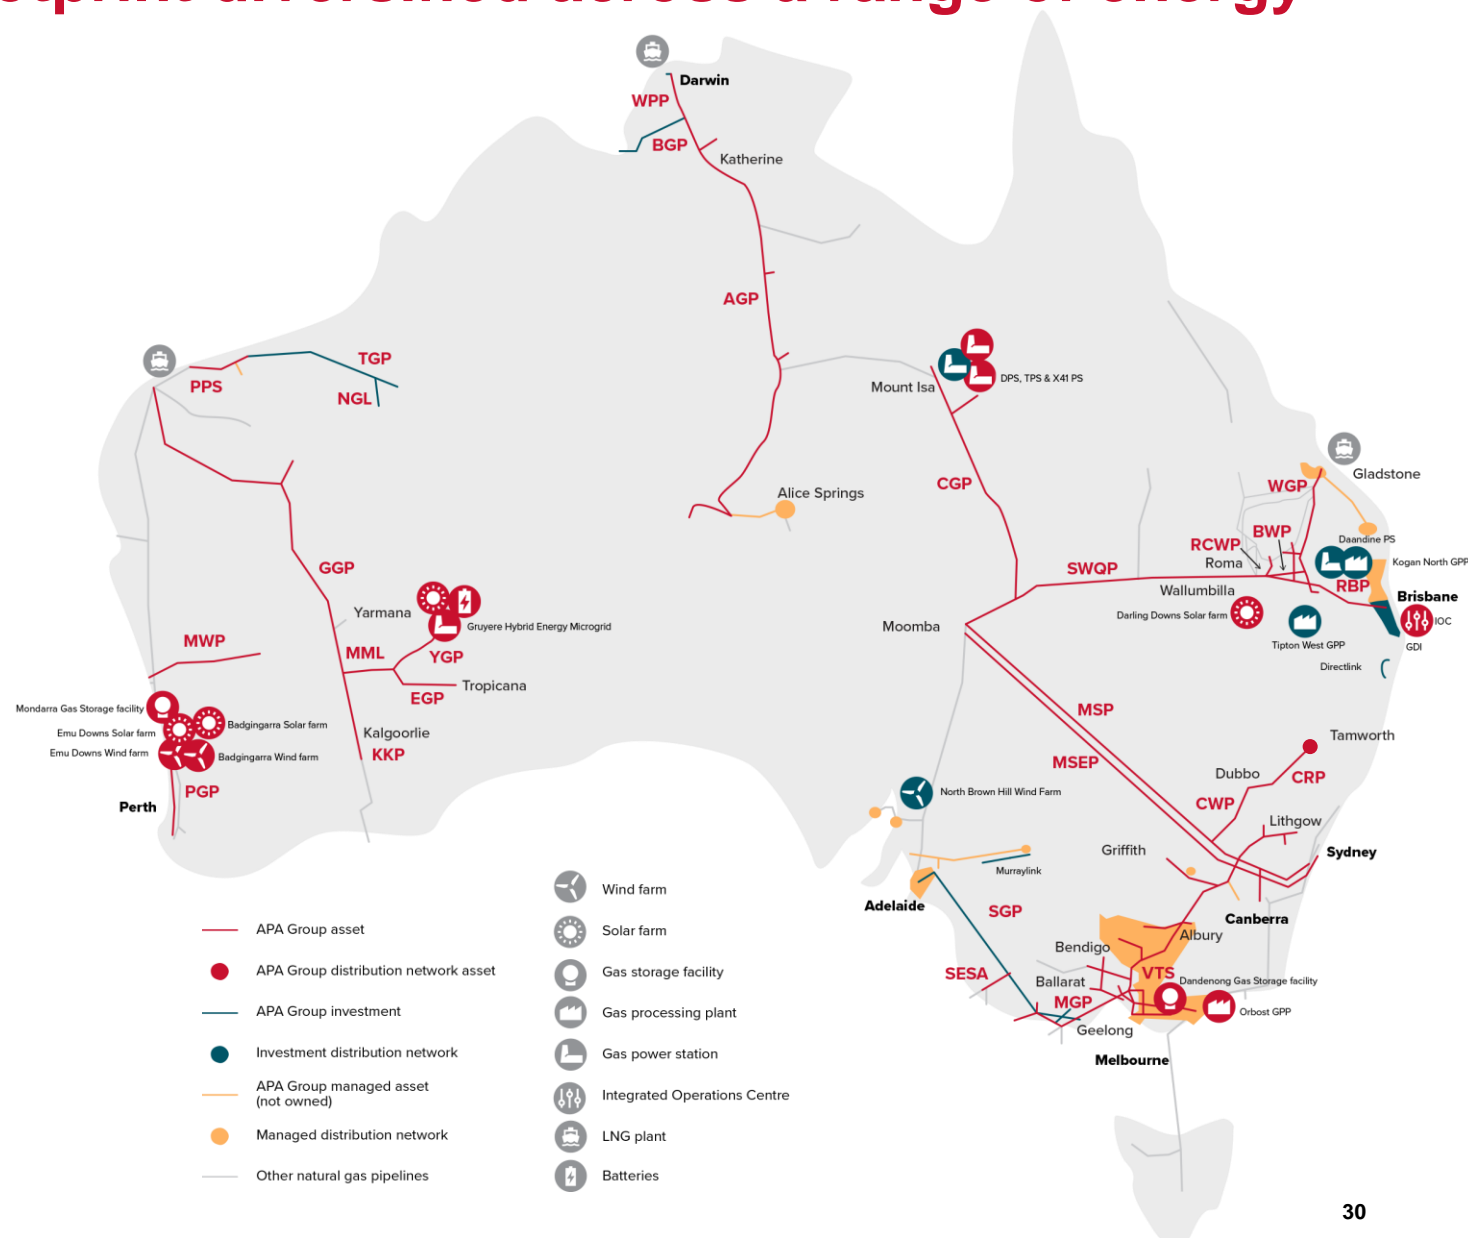 diversified across a range of energy
Darwin
WPP
BGP
Katherine
AGP
TGP
PPS
NGL
Mount Isa
DPS, TPS & X41 PS
Gladstone
CGP
WGP
Alice Springs
BWP
Daandine PS
RCWP
Roma
Kogan North GPP
GGP
SWQP
RBP
Wallumbilla
Brisbane
Yarmana
Darling Downs Solar farm
IOC
Gruyere Hybrid Energy Microgrid
Moomba
Tipton West GPP
GDI
MWP
MML
YGP
Directlink
Tropicana
EGP
Mondarra Gas Storage facility
MSP
Badgingarra Solar farm
Emu Downs Solar farm
Kalgoorlie
Tamworth
Emu Downs Wind farm
Badgingarra Wind farm
KKP
MSEP
Dubbo
CRP
PGP
North Brown Hill Wind Farm
Perth
CWP
Lithgow
Griffith
Sydney
Murraylink
Adelaide
SGP
Canberra
Albury
Bendigo
SESA
VTS
Ballarat
Dandenong Gas Storage facility
MGP
Orbost GPP
Geelong
Melbourne
APA Group asset
APA Group distribution network asset
APA Group investment
Investment distribution network
APA Group managed asset
(not owned)
Managed distribution network
Other natural gas pipelines
Wind farm
Solar farm
Gas storage facility
Gas processing plant
Gas power station
Integrated Operations Centre
LNG plant
Batteries
30